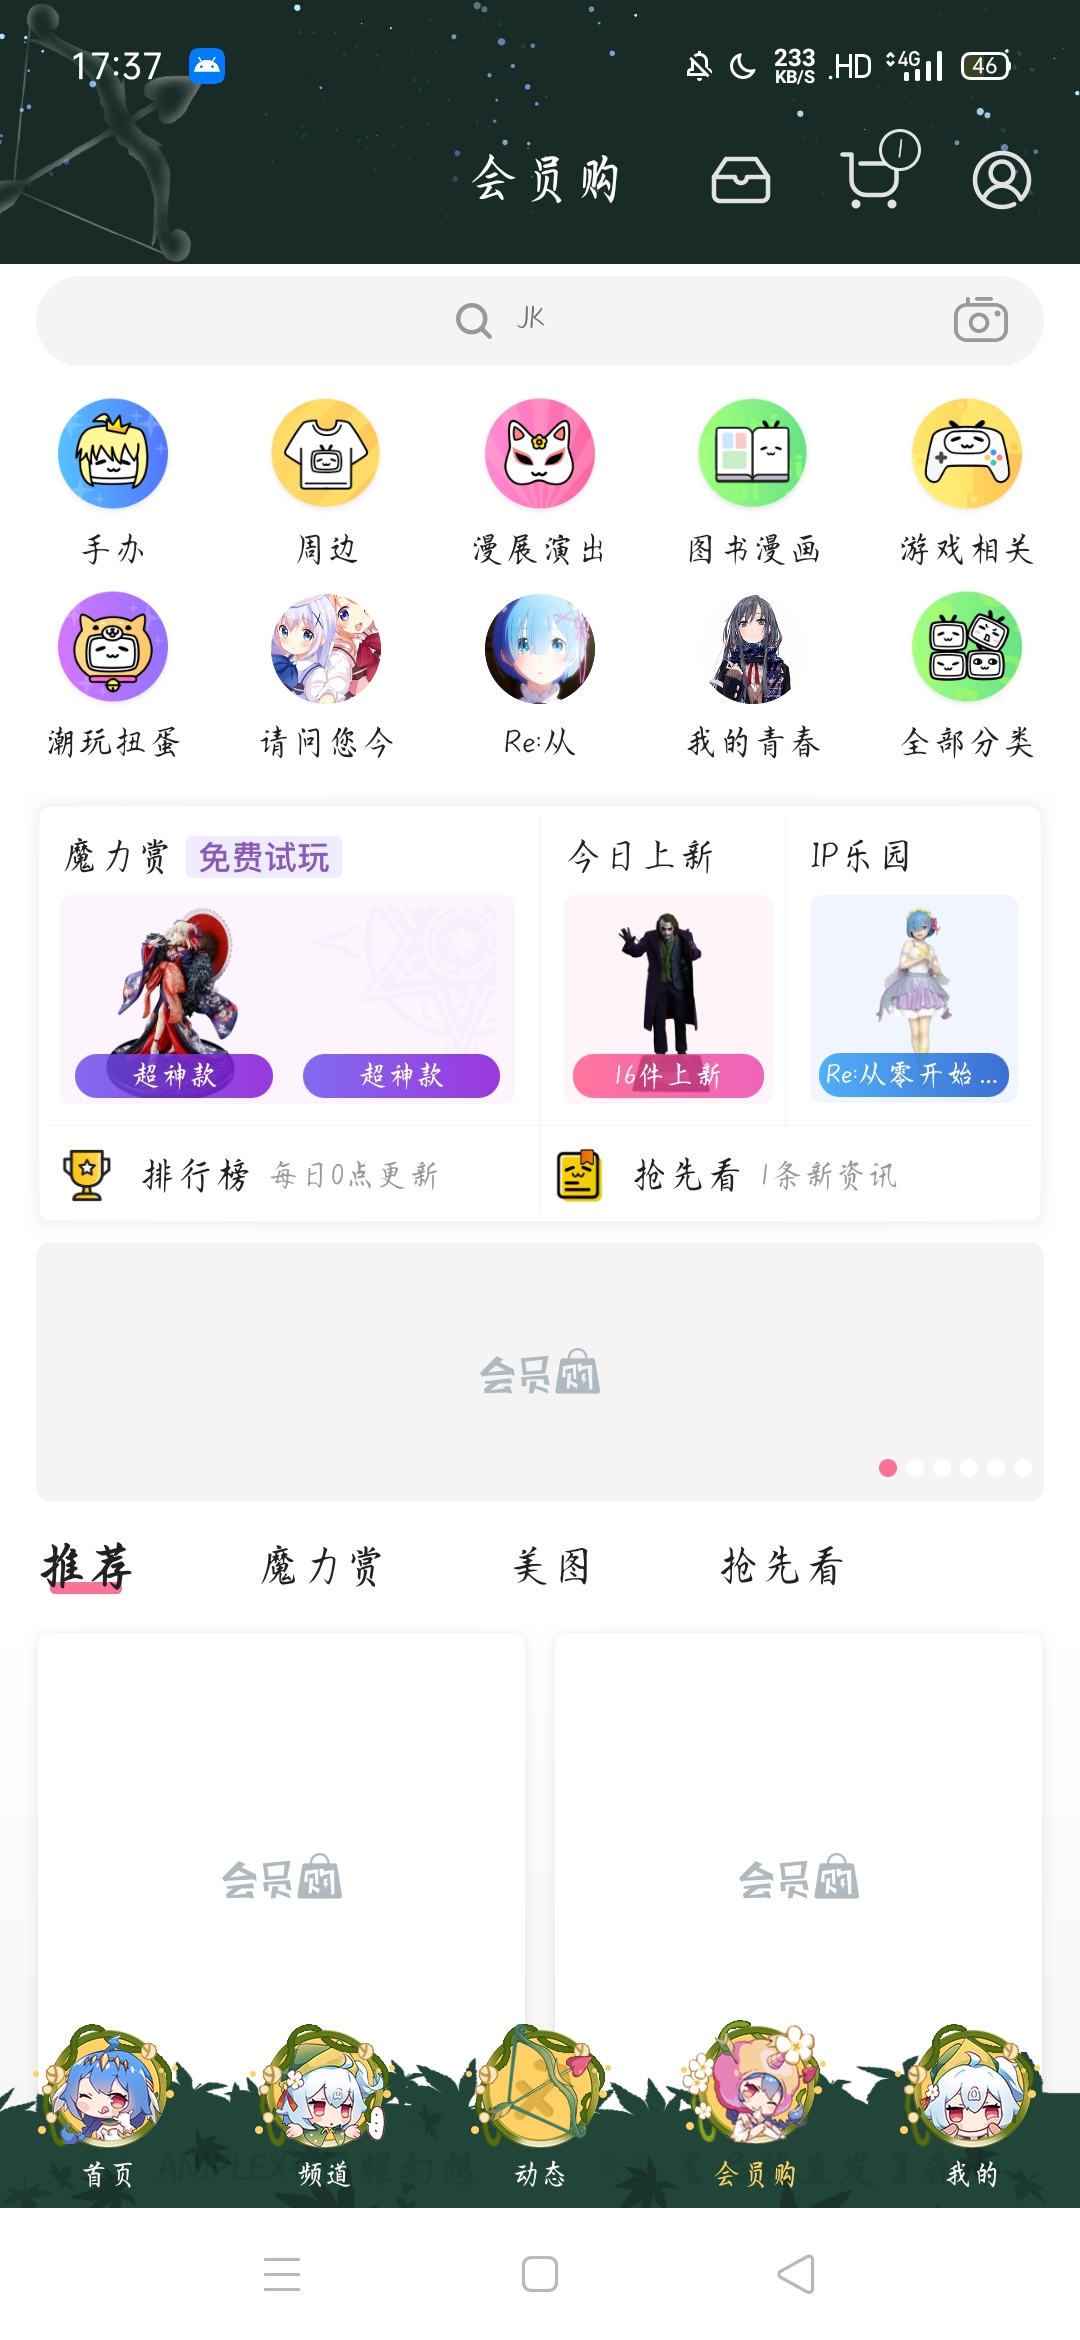 17:37
233
KB/S
.HD
4G
46
会员购
1
JK
手办
周边
漫展演出
图书漫画
游戏相关
潮玩扭蛋
请问您今
Re:从
我的青春
全部分类
魔力赏 免费试玩
今日上新
IP乐园
超神款
超神款
16件上新
Re:从零开始 ...
排行榜 每日0点更新
抢先看 1条新资讯
会员购
推荐
魔力赏
美图
抢先看
会员购
会员购
首页
频道
动态
会员购
我的